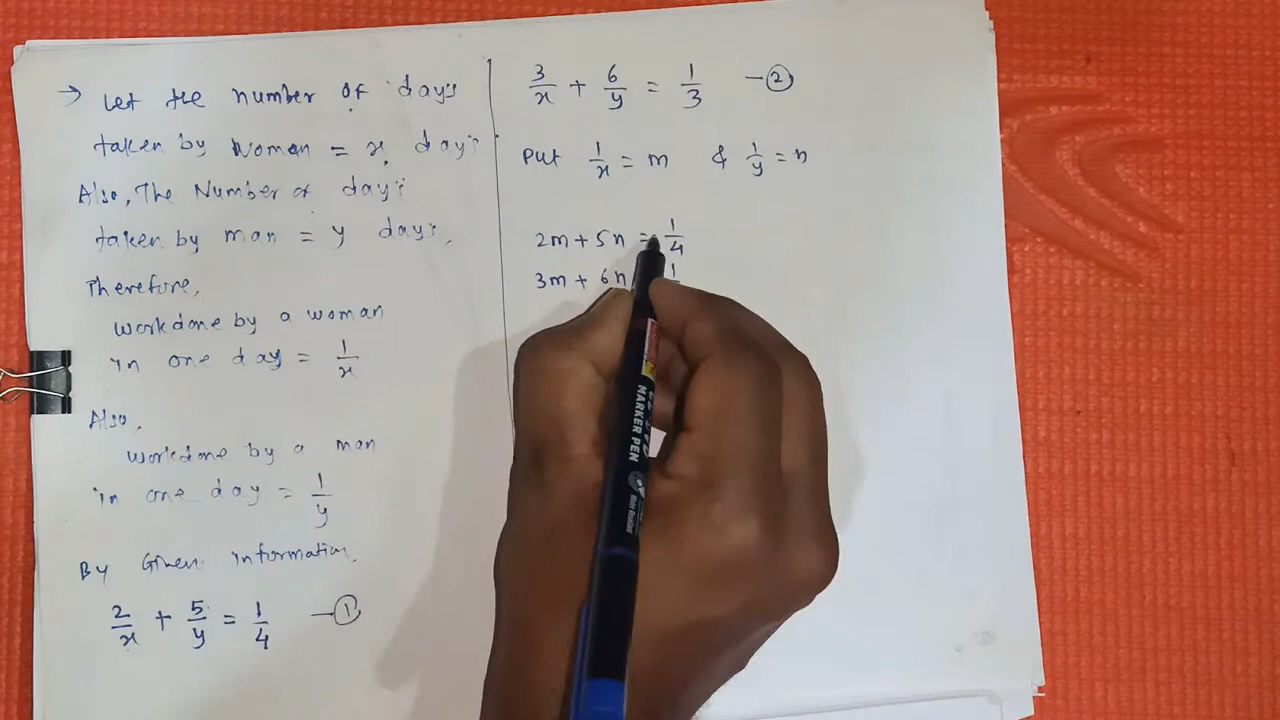 → Let the number of days
taken by woman = x days
Also, The Number of days
taken by man = y days.
Therefore,
workdone by a woman
in one day = 1/x
Also,
workdone by a man
in one day = 1/y
By Given information.
2/x + 5/y = 1/4 —①
3/x + 6/y = 1/3 —②
Put 1/x = m & 1/y = n
2m + 5n = 1/4
3m + 6n
MARKER PEN